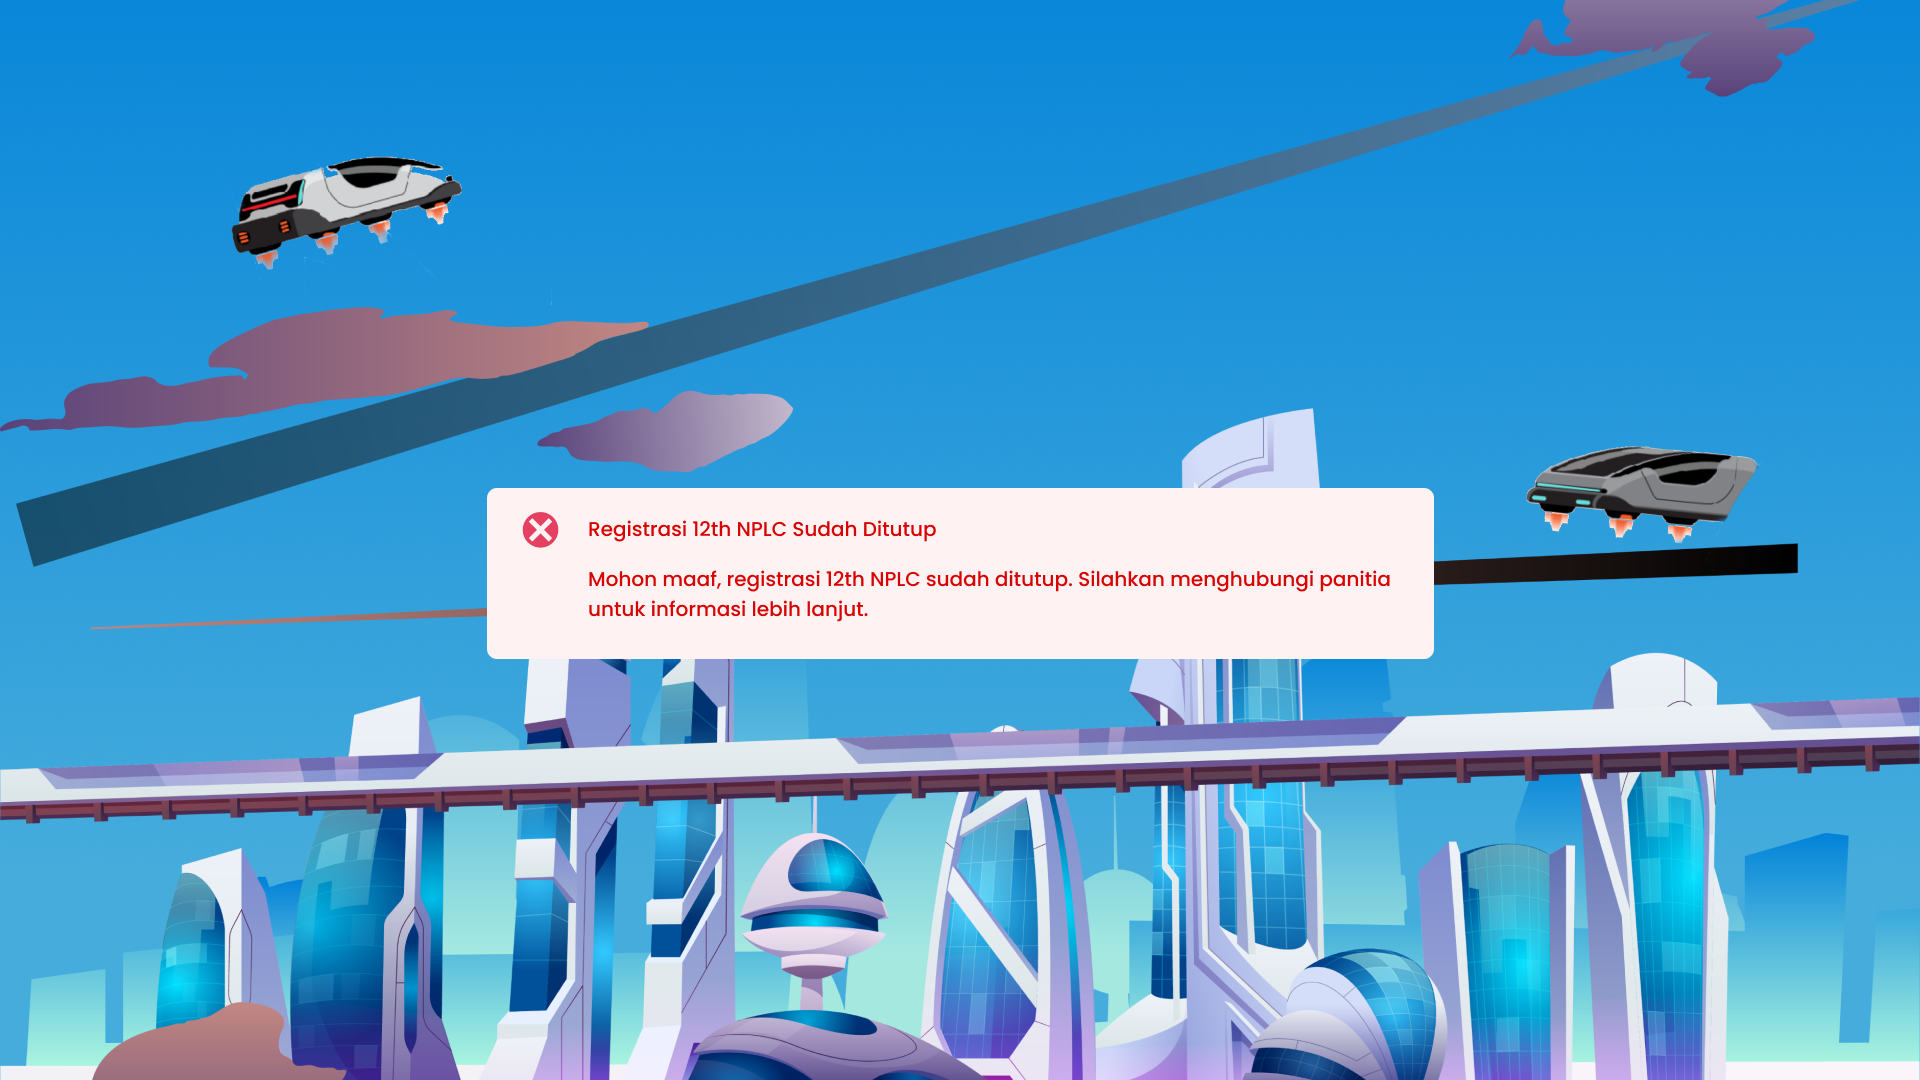 Registrasi 12th NPLC Sudah Ditutup
Mohon maaf, registrasi 12th NPLC sudah ditutup. Silahkan menghubungi panitia
untuk informasi lebih lanjut.